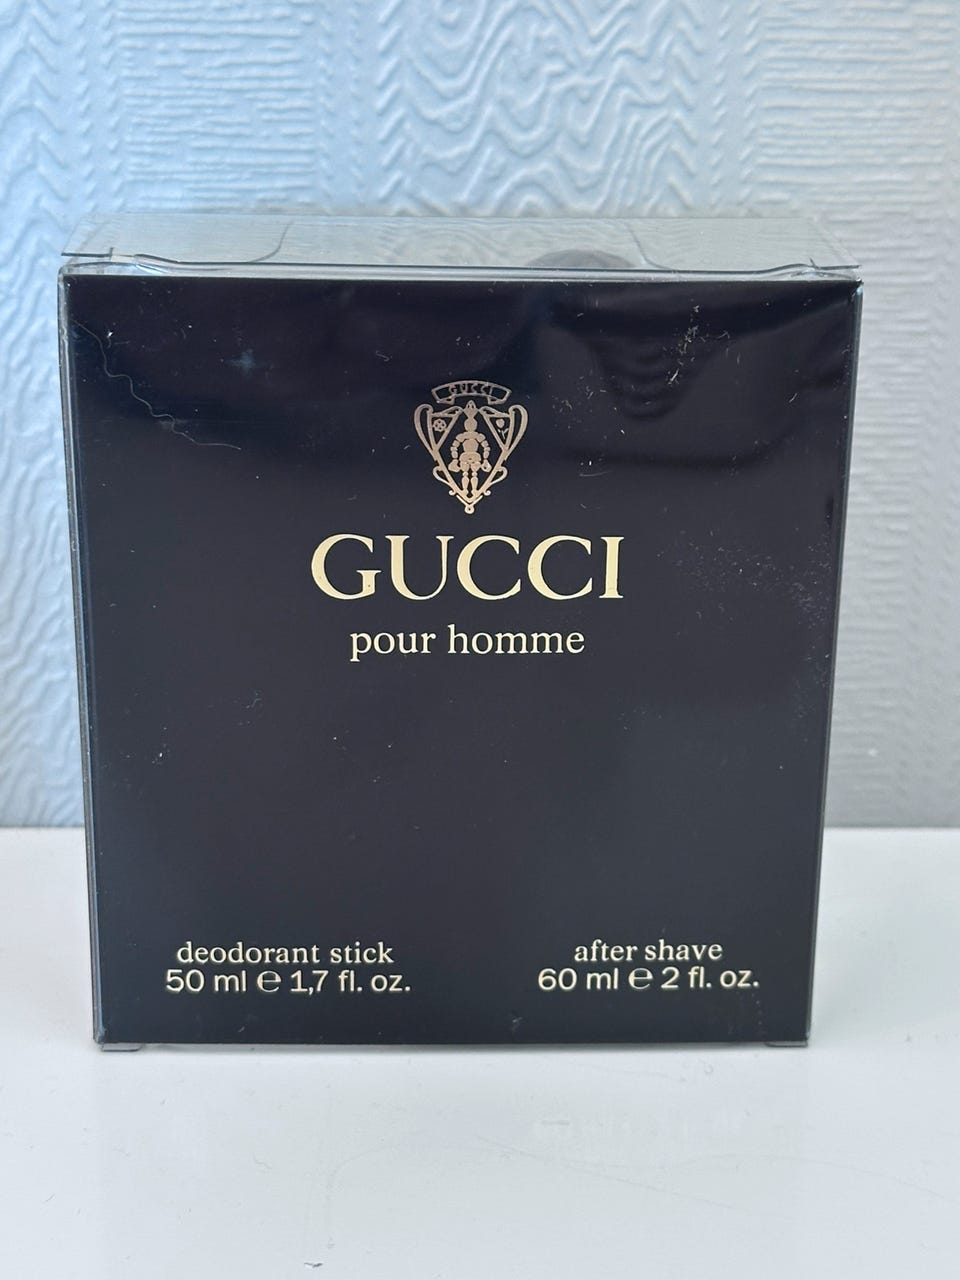 GUCCI
GUCCI
pour homme
deodorant stick
50 ml ℮ 1,7 fl. oz.
after shave
60 ml ℮ 2 fl. oz.